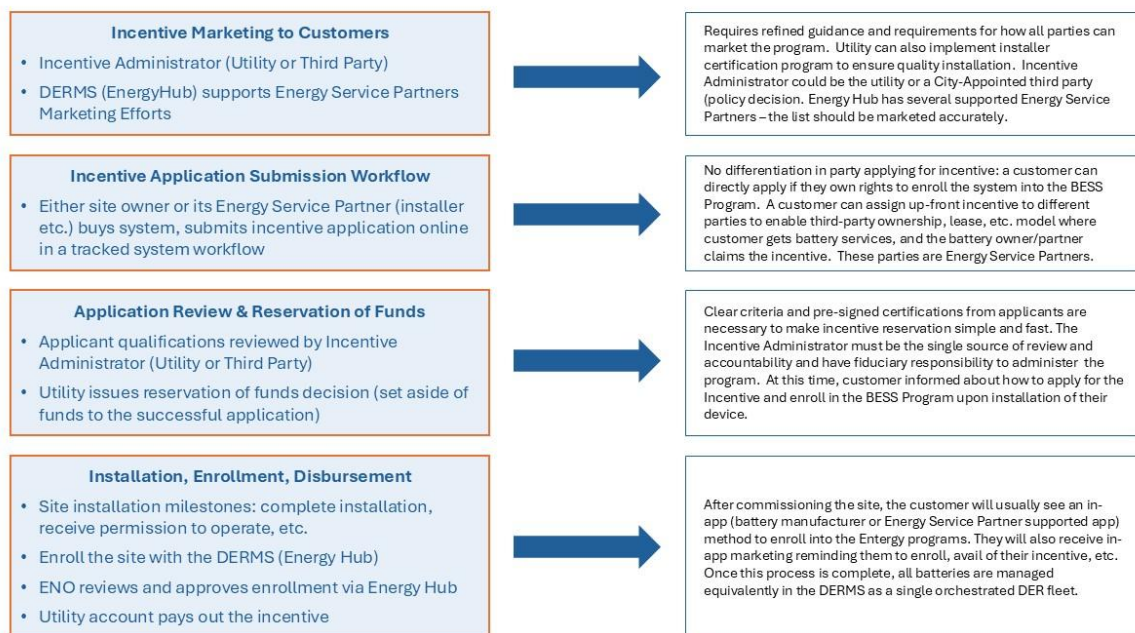 Incentive Marketing to Customers
• Incentive Administrator (Utility or Third Party)
• DERMS (EnergyHub) supports Energy Service Partners
Marketing Efforts
Requires refined guidance and requirements for how all parties can
market the program. Utility can also implement installer
certification program to ensure quality installation. Incentive
Administrator could be the utility or a City-Appointed third party
(policy decision. Energy Hub has several supported Energy Service
Partners – the list should be marketed accurately.
Incentive Application Submission Workflow
• Either site owner or its Energy Service Partner (installer
etc.) buys system, submits incentive application online
in a tracked system workflow
No differentiation in party applying for incentive: a customer can
directly apply if they own rights to enroll the system into the BESS
Program. A customer can assign up-front incentive to different
parties to enable third-party ownership, lease, etc. model where
customer gets battery services, and the battery owner/partner
claims the incentive. These parties are Energy Service Partners.
Application Review & Reservation of Funds
• Applicant qualifications reviewed by Incentive
Administrator (Utility or Third Party)
• Utility issues reservation of funds decision (set aside of
funds to the successful application)
Clear criteria and pre-signed certifications from applicants are
necessary to make incentive reservation simple and fast. The
Incentive Administrator must be the single source of review and
accountability and have fiduciary responsibility to administer the
program. At this time, customer informed about how to apply for the
Incentive and enroll in the BESS Program upon installation of their
device.
Installation, Enrollment, Disbursement
• Site installation milestones: complete installation,
receive permission to operate, etc.
• Enroll the site with the DERMS (Energy Hub)
• ENO reviews and approves enrollment via Energy Hub
• Utility account pays out the incentive
After commissioning the site, the customer will usually see an in-
app (battery manufacturer or Energy Service Partner supported app)
method to enroll into the Entergy programs. They will also receive in-
app marketing reminding them to enroll, avail of their incentive, etc.
Once this process is complete, all batteries are managed
equivalently in the DERMS as a single orchestrated DER fleet.